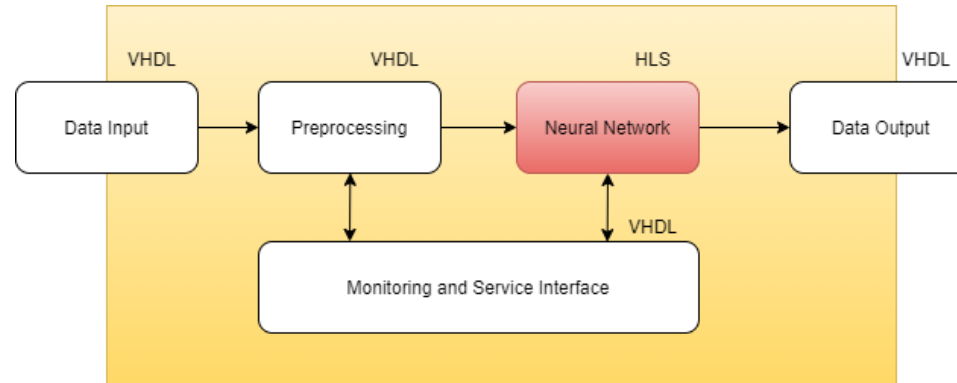 VHDL
VHDL
HLS
VHDL
Data Input
Preprocessing
Neural Network
Data Output
VHDL
Monitoring and Service Interface